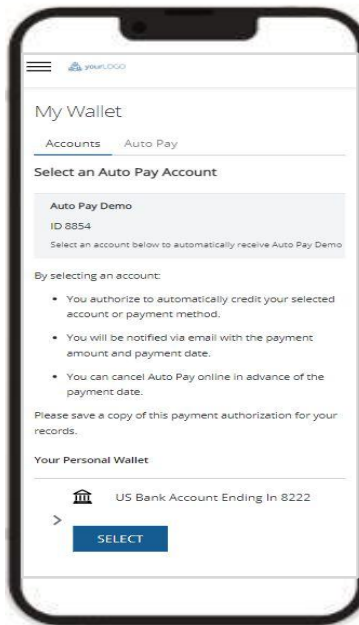 yourLOGO
My Wallet
Accounts Auto Pay
Select an Auto Pay Account
Auto Pay Demo
ID 8854
Select an account below to automatically receive Auto Pay Demo
By selecting an account:
• You authorize to automatically credit your selected
account or payment method.
• You will be notified via email with the payment
amount and payment date.
• You can cancel Auto Pay online in advance of the
payment date.
Please save a copy of this payment authorization for your
records.
Your Personal Wallet
US Bank Account Ending In 8222
SELECT